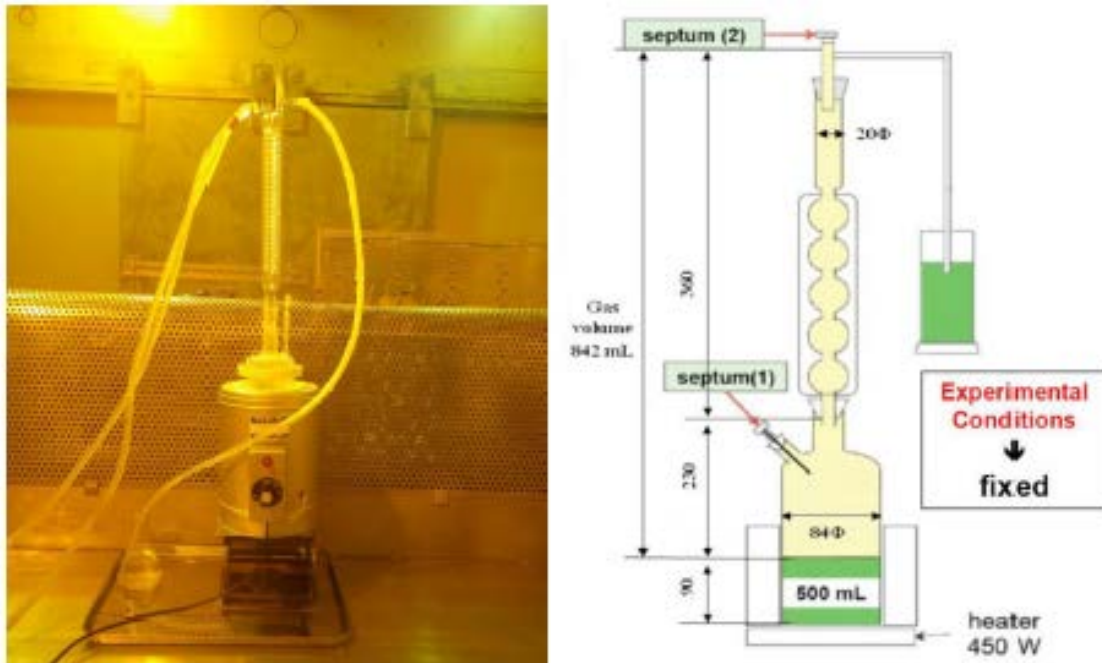 septum (2)
20Φ
360
Gas
volume
842 mL
septum(1)
Experimental
Conditions
fixed
230
84Φ
90
500 mL
heater
450 W